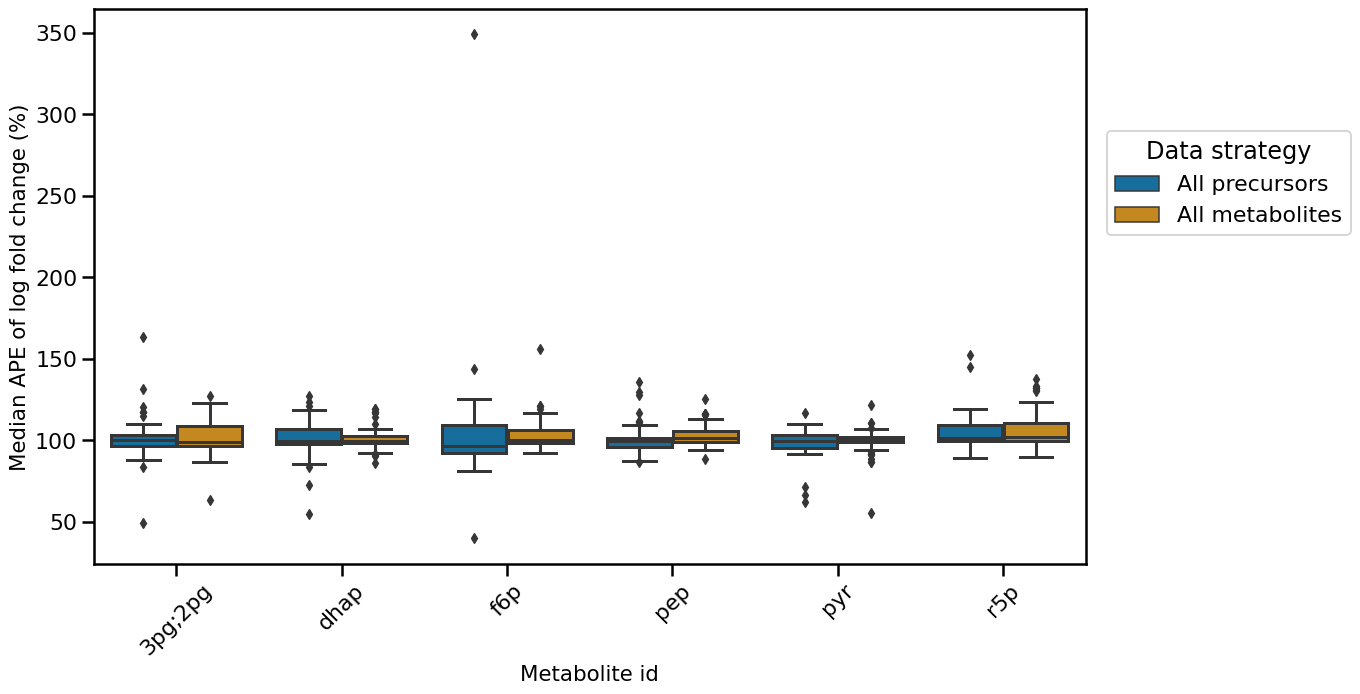 Median APE of log fold change (%)
350
300
250
200
150
100
50
3pg;2pg
dhap
f6p
pep
pyr
r5p
Metabolite id
Data strategy
All precursors
All metabolites